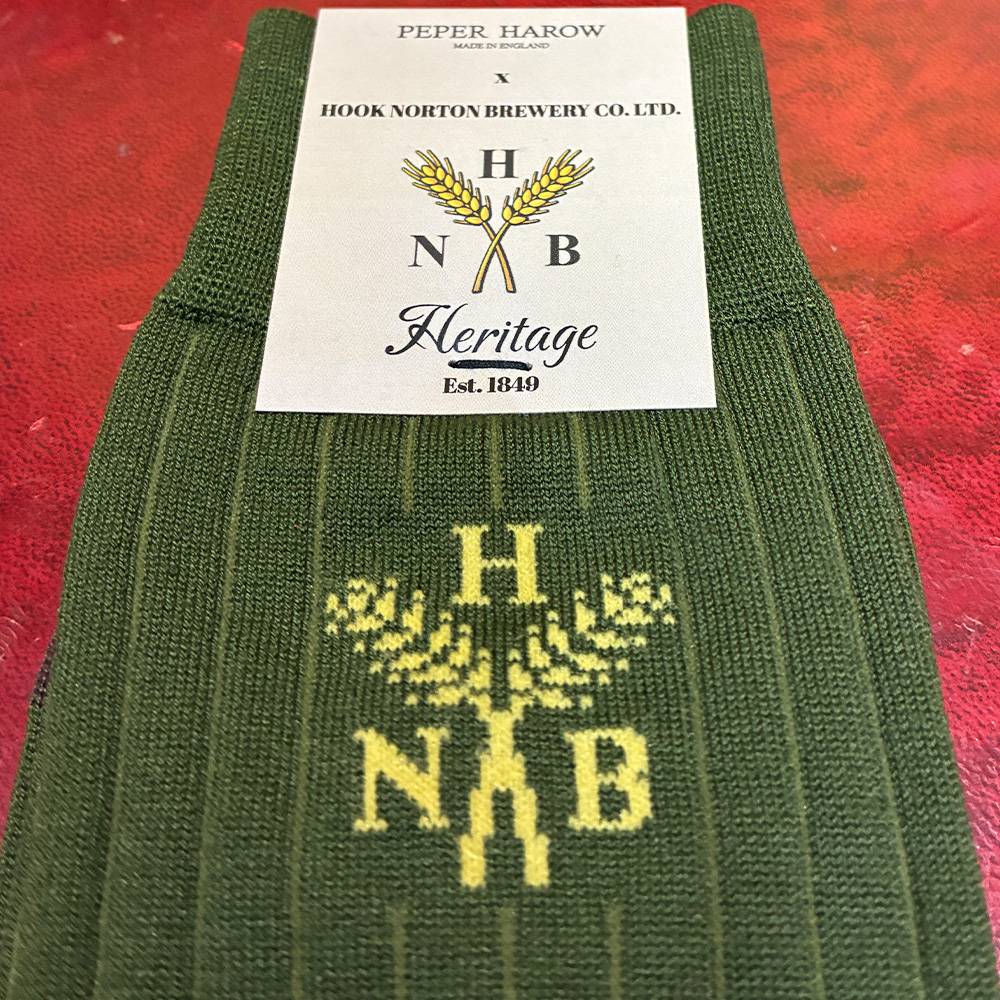 PEPER HAROW
MADE IN ENGLAND
x
HOOK NORTON BREWERY CO. LTD.
H
N B
Heritage
Est. 1849
H
N B